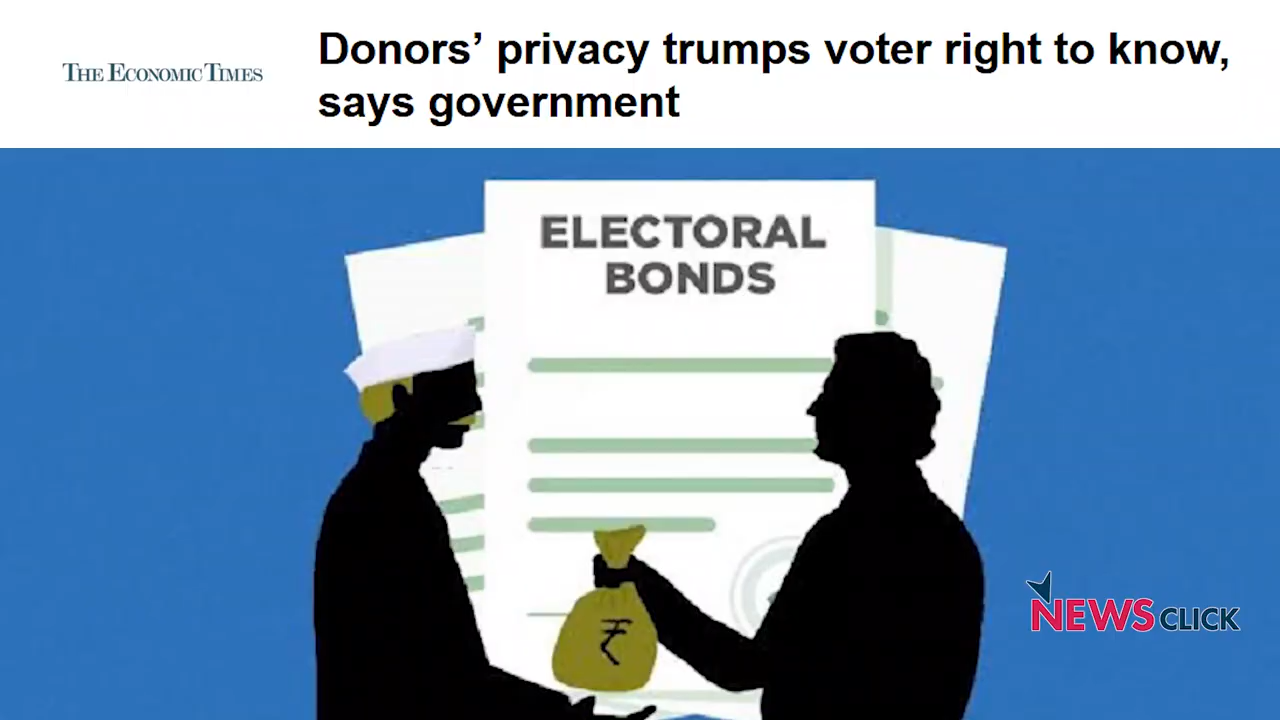 THE ECONOMIC TIMES
Donors’ privacy trumps voter right to know,
says government
ELECTORAL
BONDS
₹
NEWSCLICK